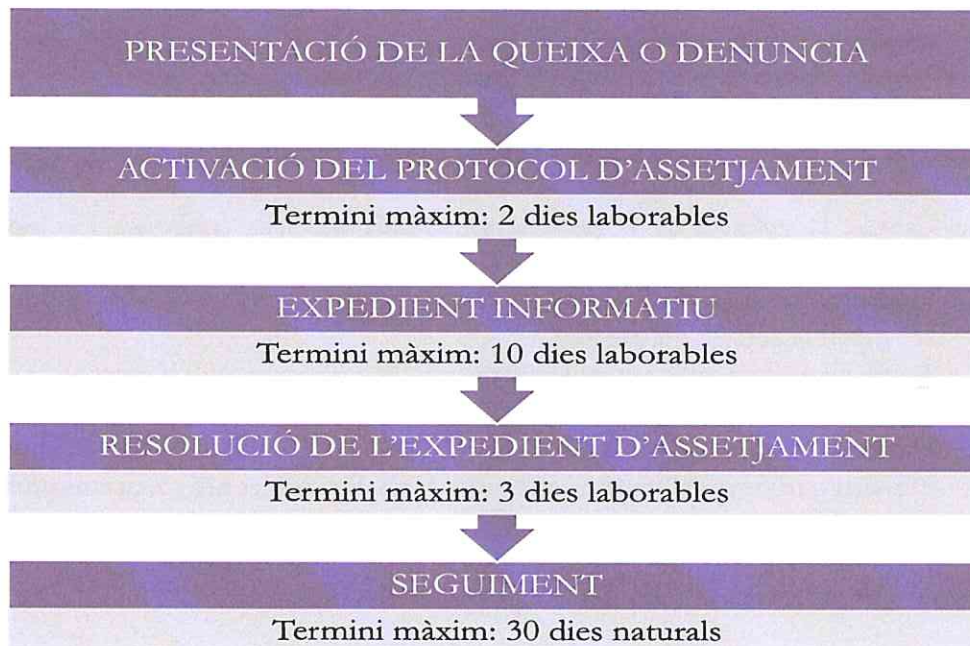 PRESENTACIÓ DE LA QUEIXA O DENUNCIA
ACTIVACIÓ DEL PROTOCOL D'ASSETJAMENT
Termini màxim: 2 dies laborables
EXPEDIENT INFORMATIU
Termini màxim: 10 dies laborables
RESOLUCIÓ DE L'EXPEDIENT D'ASSETJAMENT
Termini màxim: 3 dies laborables
SEGUIMENT
Termini màxim: 30 dies naturals